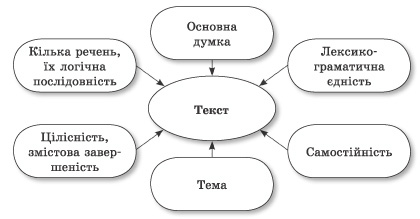 Основна
думка
Кілька речень,
їх логічна
послідовність
Лексико-
граматична
єдність
Текст
Цілісність,
змістова завер-
шеність
Самостійність
Тема